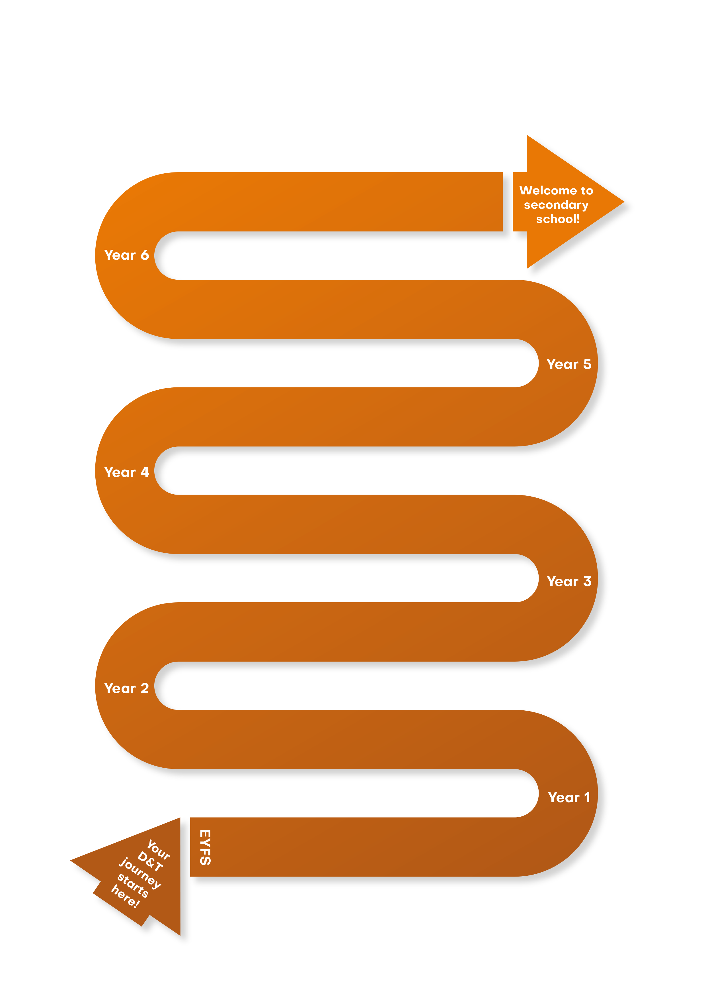 Welcome to
secondary
school!
Year 6
Year 5
Year 4
Year 3
Year 2
Year 1
EYFS
Your
D&T
journey
starts
here!